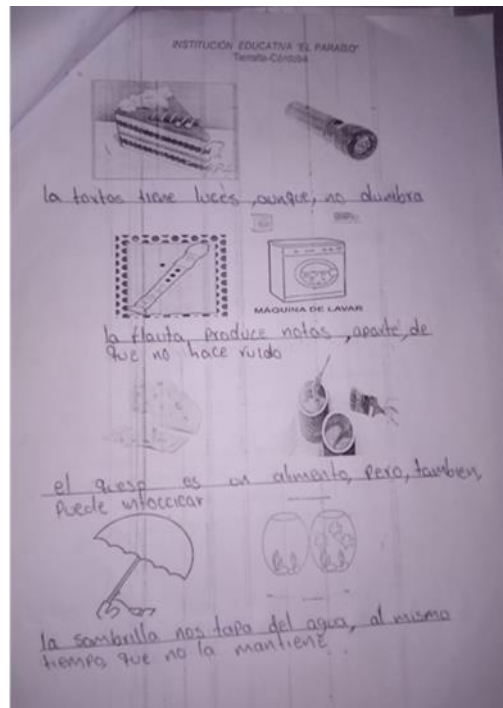 INSTITUCIÓN EDUCATIVA "EL PARAISO"
Tierralta-Córdoba
la tortas tiene luces, aunque, no alumbra
MAQUINA DE LAVAR
la flauta, produce notas, aparte, de
que no hace ruido
el queso es un alimento, pero, tambien,
puede intoccicar
la sombrilla nos tapa del agua, al mismo
tiempo que no la mantiene